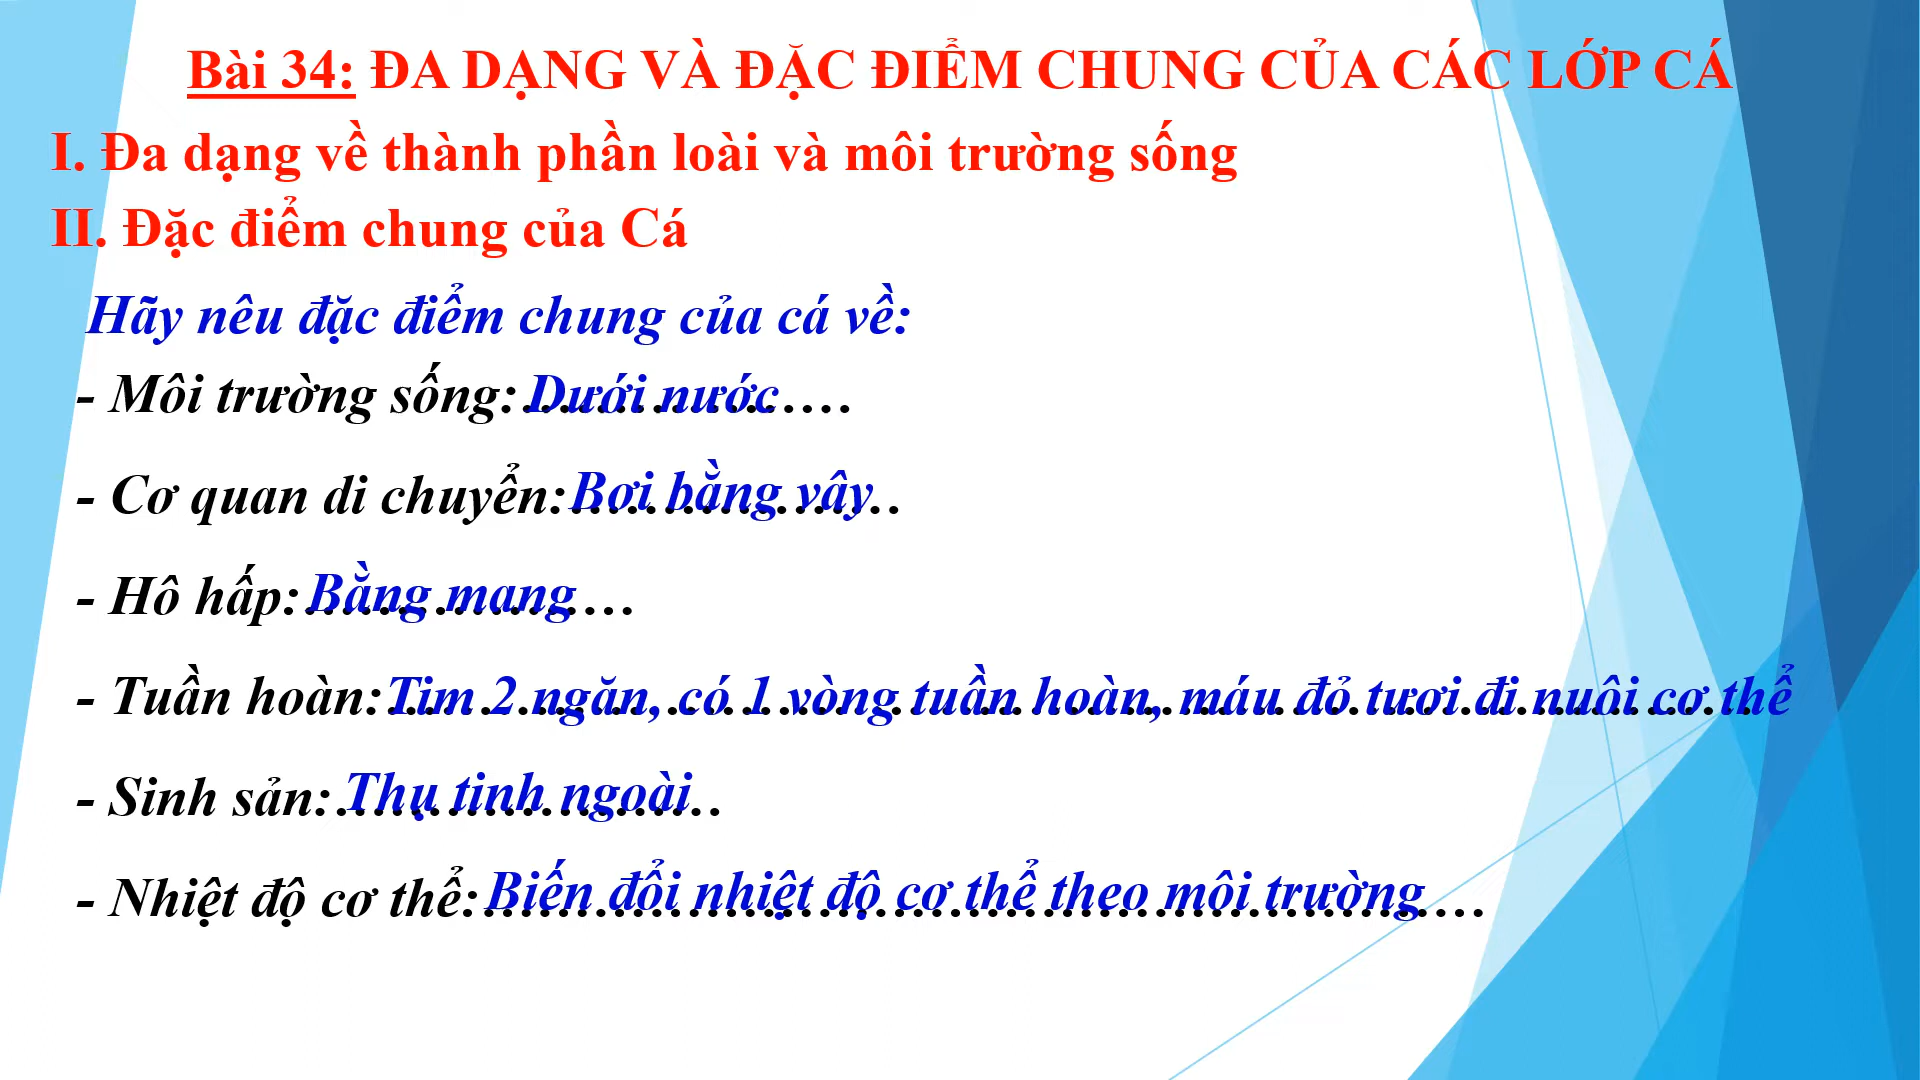 Bài 34: ĐA DẠNG VÀ ĐẶC ĐIỂM CHUNG CỦA CÁC LỚP CÁ
I. Đa dạng về thành phần loài và môi trường sống
II. Đặc điểm chung của Cá
Hãy nêu đặc điểm chung của cá về:
- Môi trường sống: Dưới nước
- Cơ quan di chuyển: Bơi bằng vây
- Hô hấp: Bằng mang
- Tuần hoàn: Tim 2 ngăn, có 1 vòng tuần hoàn, máu đỏ tươi đi nuôi cơ thể
- Sinh sản: Thụ tinh ngoài
- Nhiệt độ cơ thể: Biến đổi nhiệt độ cơ thể theo môi trường